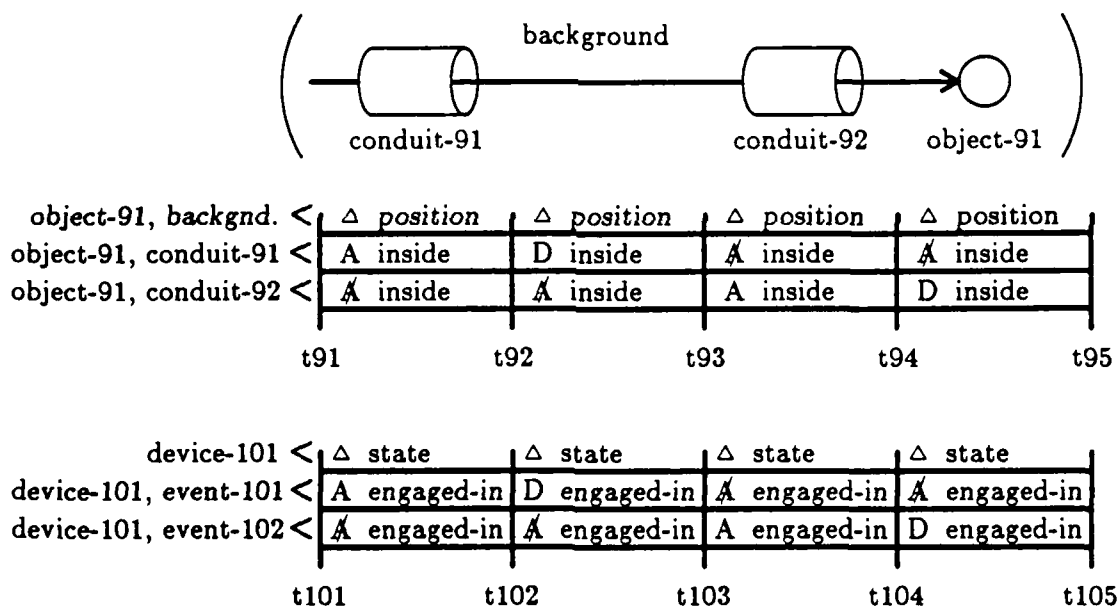 background
conduit-91 conduit-92 object-91
object-91, backgnd. < △ position △ position △ position △ position
object-91, conduit-91 < A inside D inside A̸ inside A̸ inside
object-91, conduit-92 < A̸ inside A̸ inside A inside D inside
t91 t92 t93 t94 t95
device-101 < △ state △ state △ state △ state
device-101, event-101 < A engaged-in D engaged-in A̸ engaged-in A̸ engaged-in
device-101, event-102 < A̸ engaged-in A̸ engaged-in A engaged-in D engaged-in
t101 t102 t103 t104 t105